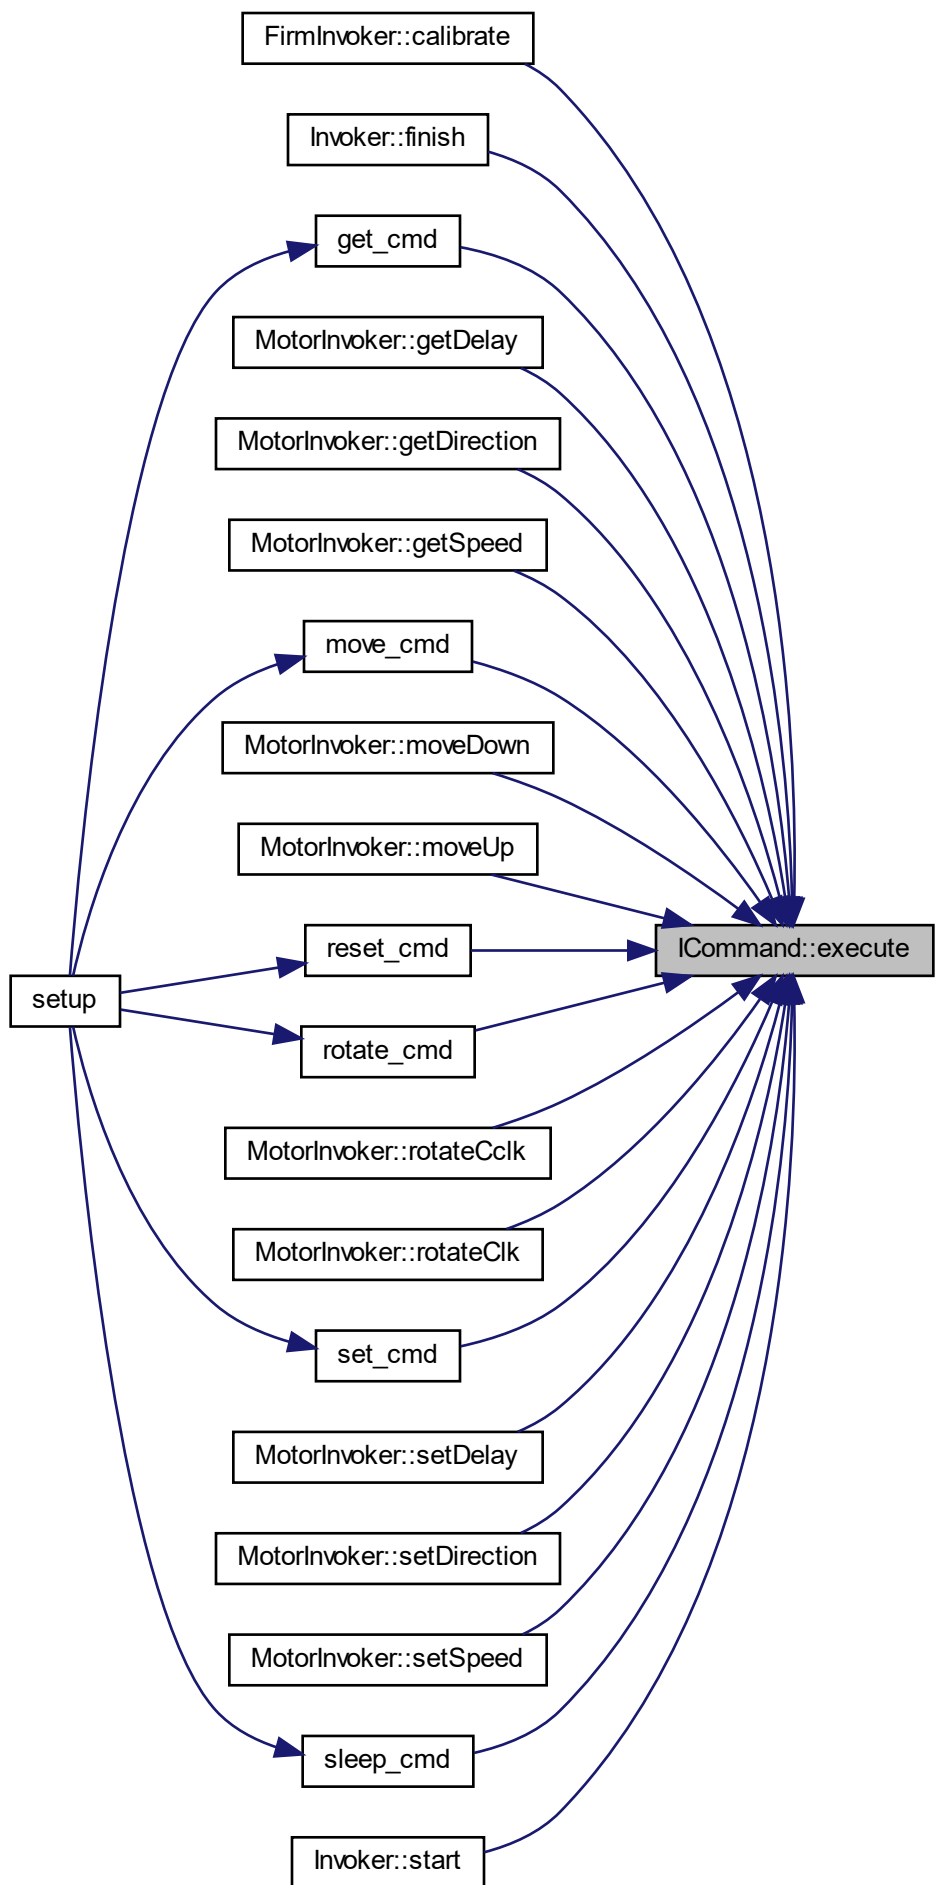 FirmInvoker::calibrate
Invoker::finish
get_cmd
MotorInvoker::getDelay
MotorInvoker::getDirection
MotorInvoker::getSpeed
move_cmd
MotorInvoker::moveDown
MotorInvoker::moveUp
reset_cmd
ICommand::execute
setup
rotate_cmd
MotorInvoker::rotateCclk
MotorInvoker::rotateClk
set_cmd
MotorInvoker::setDelay
MotorInvoker::setDirection
MotorInvoker::setSpeed
sleep_cmd
Invoker::start